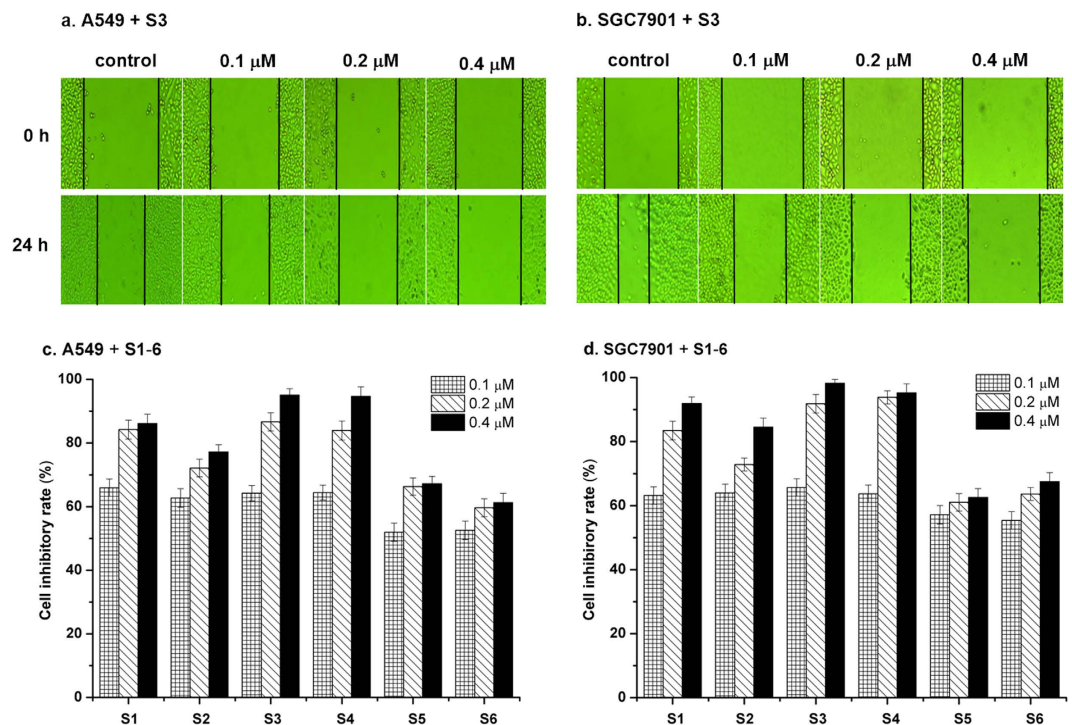 a. A549 + S3
control 0.1 μM 0.2 μM 0.4 μM
0 h
24 h
b. SGC7901 + S3
control 0.1 μM 0.2 μM 0.4 μM
c. A549 + S1-6
0.1 μM
0.2 μM
0.4 μM
Cell inhibitory rate (%)
100
80
60
40
20
0
S1 S2 S3 S4 S5 S6
d. SGC7901 + S1-6
0.1 μM
0.2 μM
0.4 μM
Cell inhibirory rate (%)
100
80
60
40
20
0
S1 S2 S3 S4 S5 S6